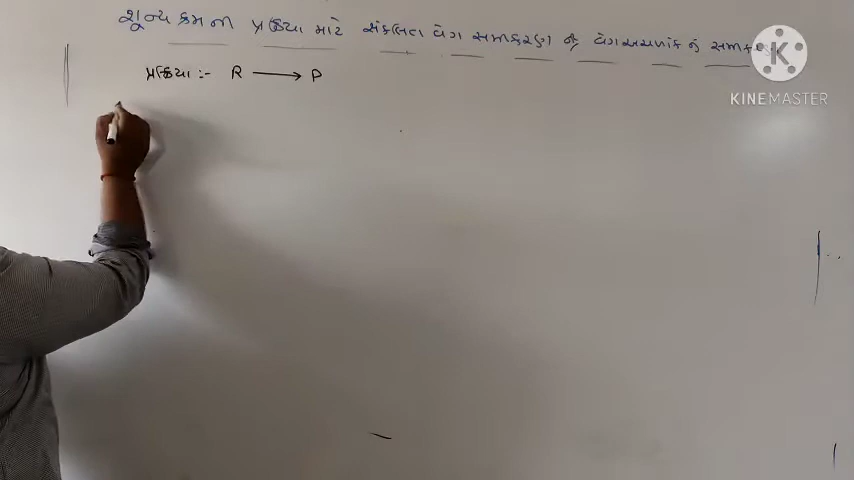 શૂન્ય ક્રમની પ્રક્રિયા માટે સંકલિત વેગ સમીકરણ
પ્રક્રિયા :- R ⟶ P
K
KINEMASTER